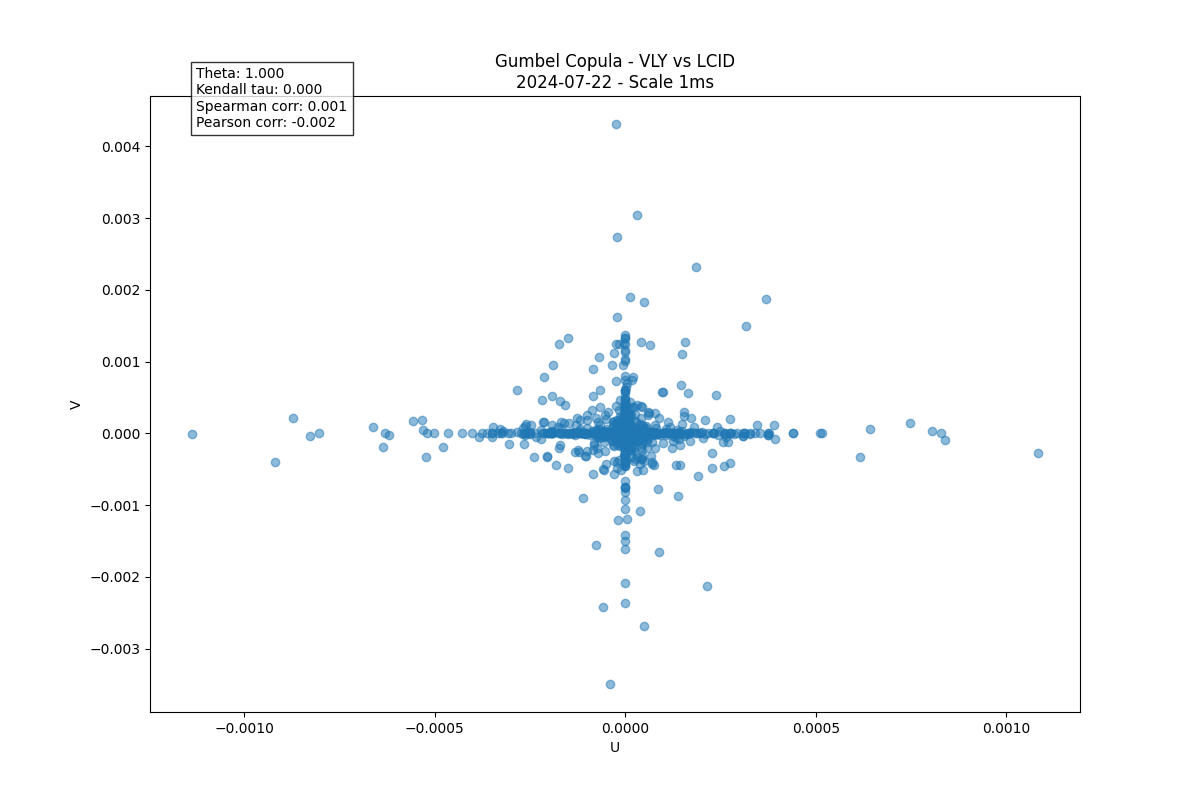 Gumbel Copula - VLY vs LCID
2024-07-22 - Scale 1ms
Theta: 1.000
Kendall tau: 0.000
Spearman corr: 0.001
Pearson corr: -0.002
0.004
0.003
0.002
0.001
0.000
−0.001
−0.002
−0.003
V
−0.0010
−0.0005
0.0000
0.0005
0.0010
U